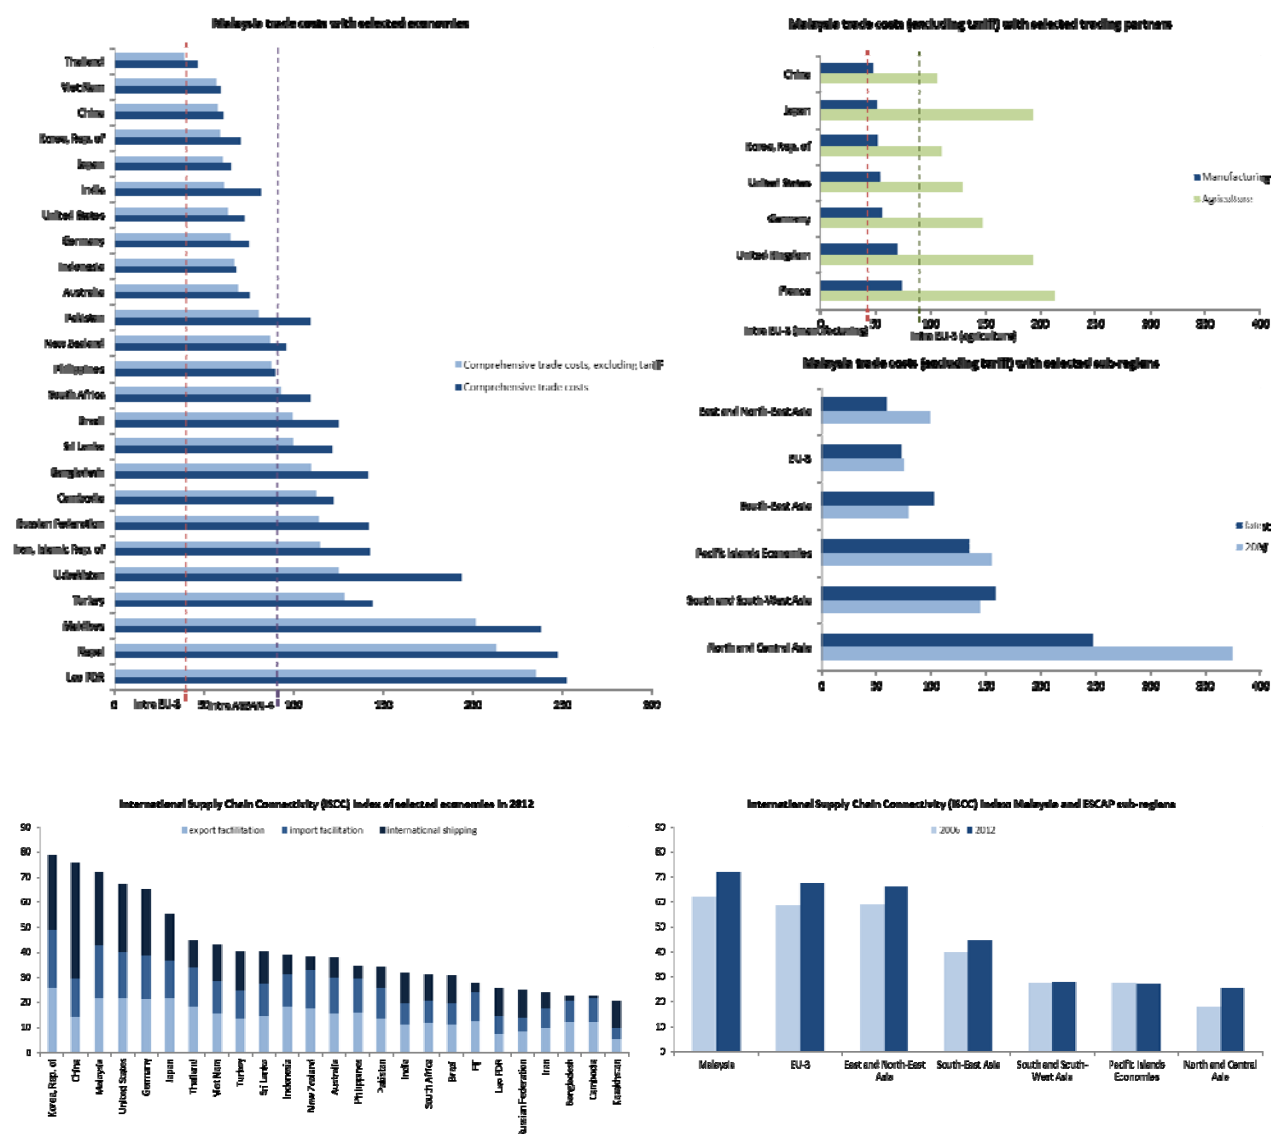 Malaysia trade costs with selected economies
Thailand
Viet Nam
China
Korea, Rep. of
Japan
India
United States
Germany
Indonesia
Australia
Pakistan
New Zealand
Philippines
South Africa
Brazil
Sri Lanka
Bangladesh
Cambodia
Russian Federation
Iran, Islamic Rep. of
Uzbekistan
Turkey
Maldives
Nepal
Lao PDR
0 50 100 150 200 250 300
Intra EU-3 Intra ASEAN-4
Comprehensive trade costs, excluding tariff
Comprehensive trade costs
Malaysia trade costs (excluding tariff) with selected trading partners
China
Japan
Korea, Rep. of
United States
Germany
United Kingdom
France
0 50 100 150 200 250 300 350 400
Intra EU-3 (manufacturing) Intra EU-3 (agriculture)
Manufacturing
Agriculture
Malaysia trade costs (excluding tariff) with selected sub-regions
East and North-East Asia
EU-3
South-East Asia
Pacific Islands Economies
South and South-West Asia
North and Central Asia
0 50 100 150 200 250 300 350 400
latest
International Supply Chain Connectivity (ISCC) Index of selected economies in 2012
export facilitation import facilitation international shipping
90
80
70
60
50
40
30
20
10
0
Korea, Rep. of
China
Malaysia
United States
Germany
Japan
Thailand
Viet Nam
Turkey
Sri Lanka
Indonesia
New Zealand
Australia
Philippines
Pakistan
India
South Africa
Brazil
Fiji
Lao PDR
Russian Federation
Iran
Bangladesh
Cambodia
Kazakhstan
International Supply Chain Connectivity (ISCC) Index: Malaysia and ESCAP sub-regions
2006 2012
90
80
70
60
50
40
30
20
10
0
Malaysia EU-3 East and North-East South-East Asia South and South- Pacific Islands North and Central
Asia West Asia Economies Asia